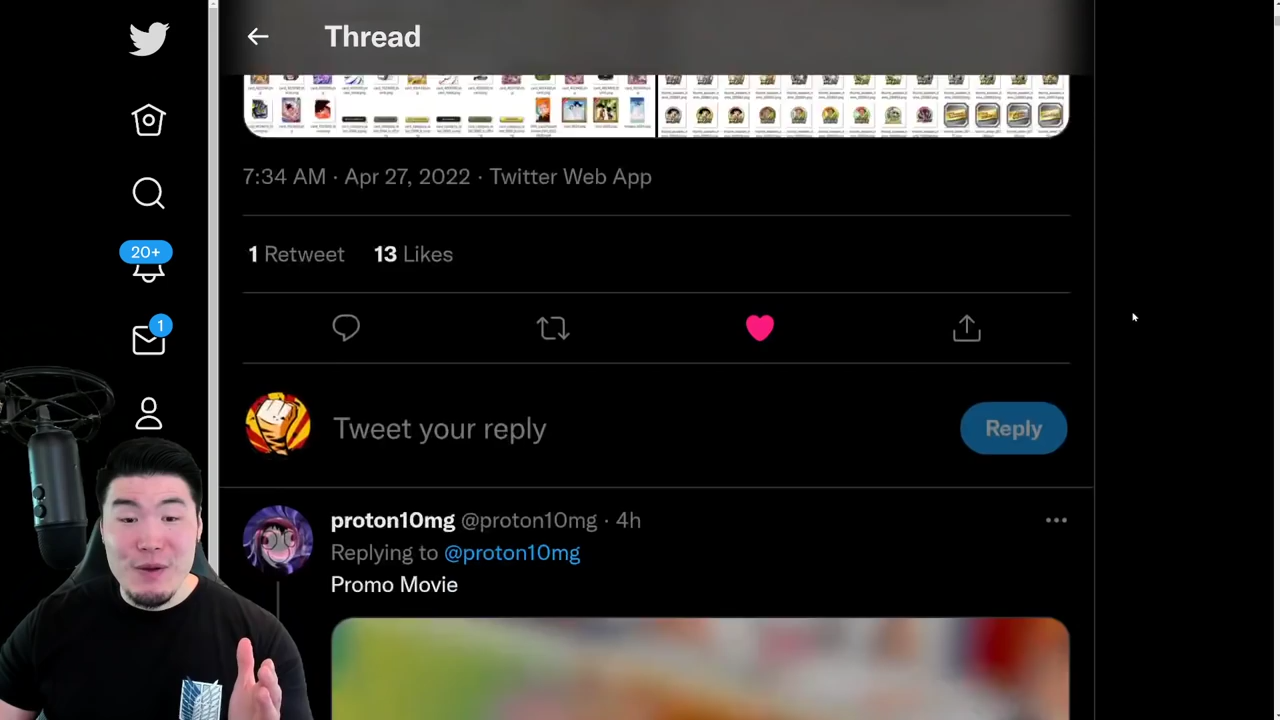 Thread
7:34 AM · Apr 27, 2022 · Twitter Web App
20+
1 Retweet 13 Likes
1
Tweet your reply
Reply
proton10mg @proton10mg · 4h
Replying to @proton10mg
Promo Movie